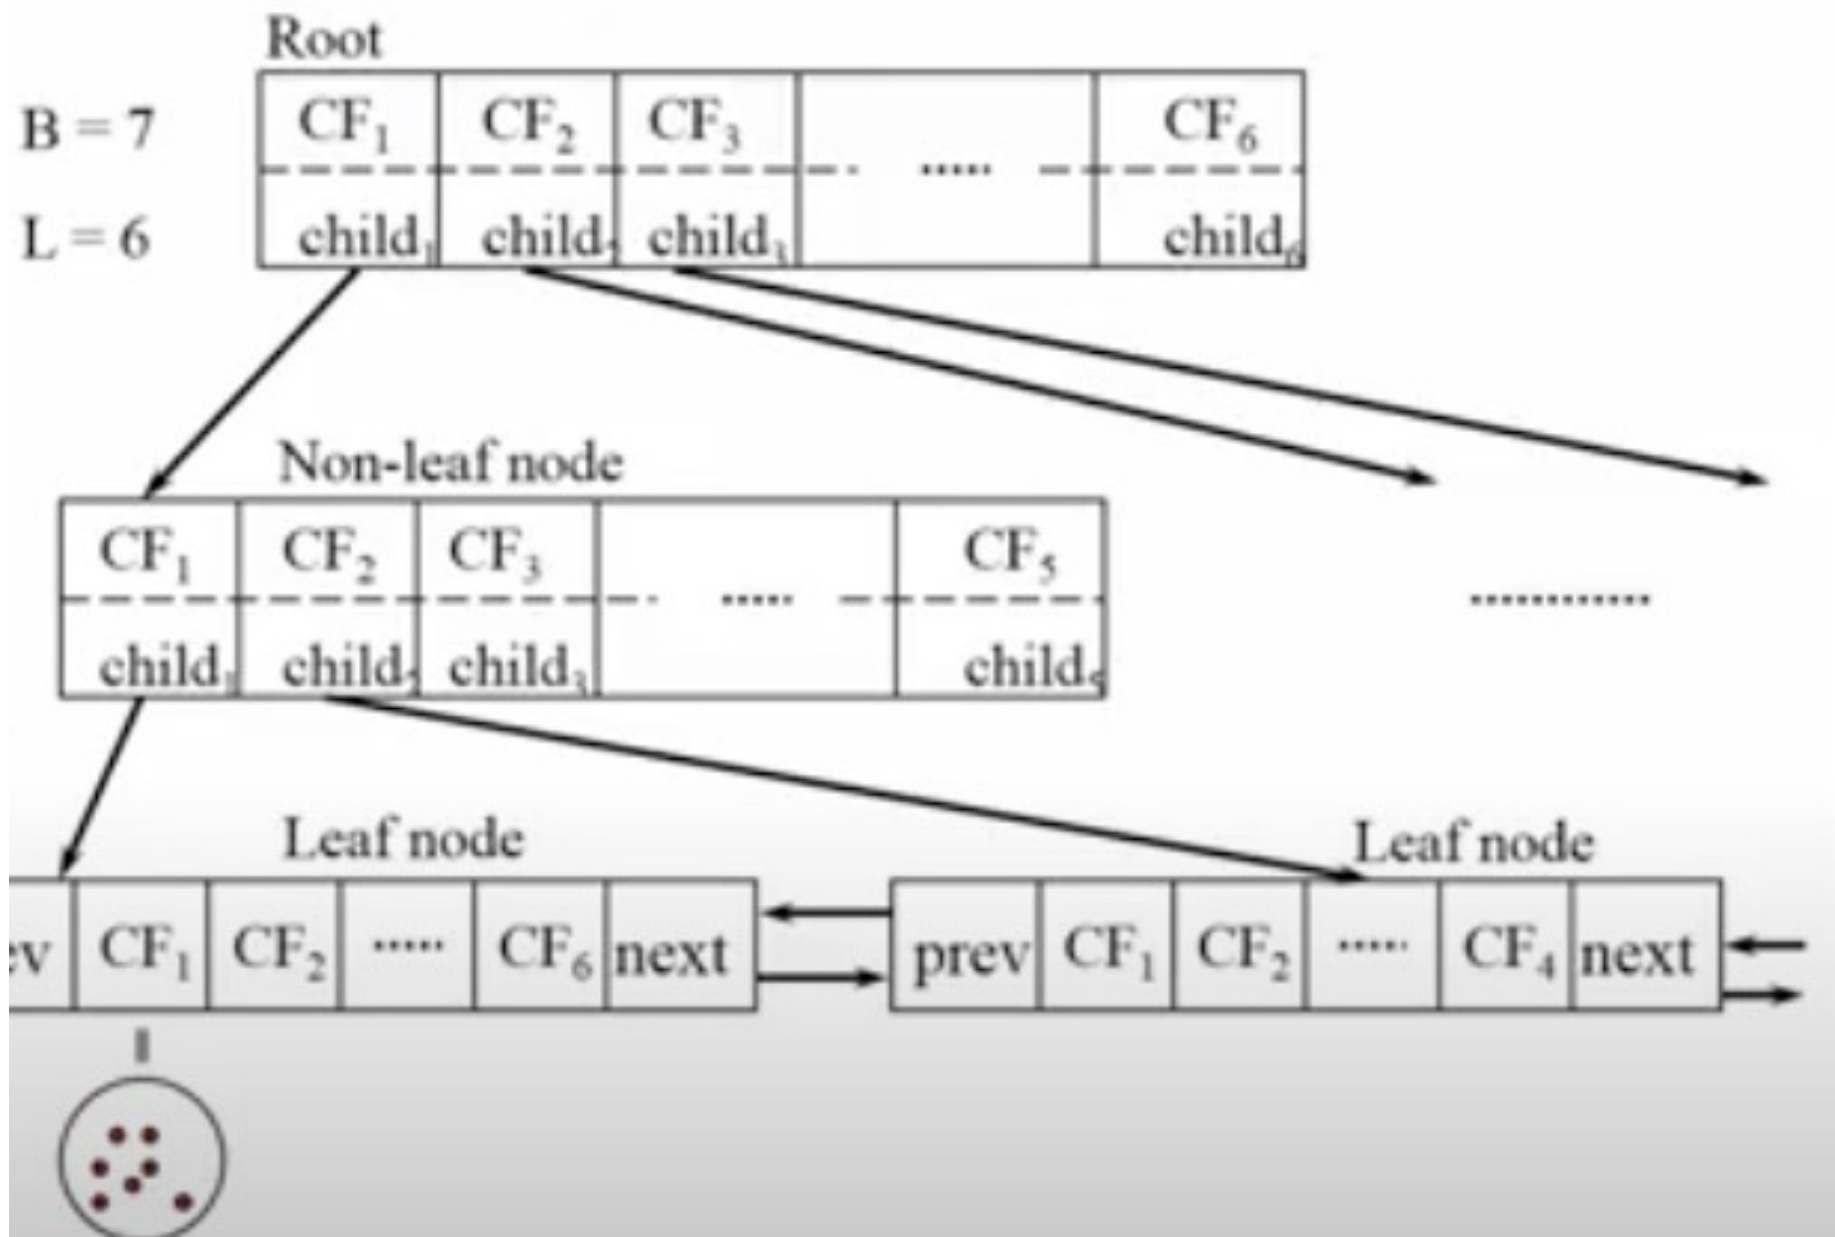 Root
B = 7
CF₁ CF₂ CF₃ ..... CF₆
L = 6
child₁ child₂ child₃ child₆
Non-leaf node
CF₁ CF₂ CF₃ ..... CF₅
............
child₁ child₂ child₃ child₅
Leaf node
Leaf node
ev CF₁ CF₂ ..... CF₆ next
prev CF₁ CF₂ ..... CF₄ next